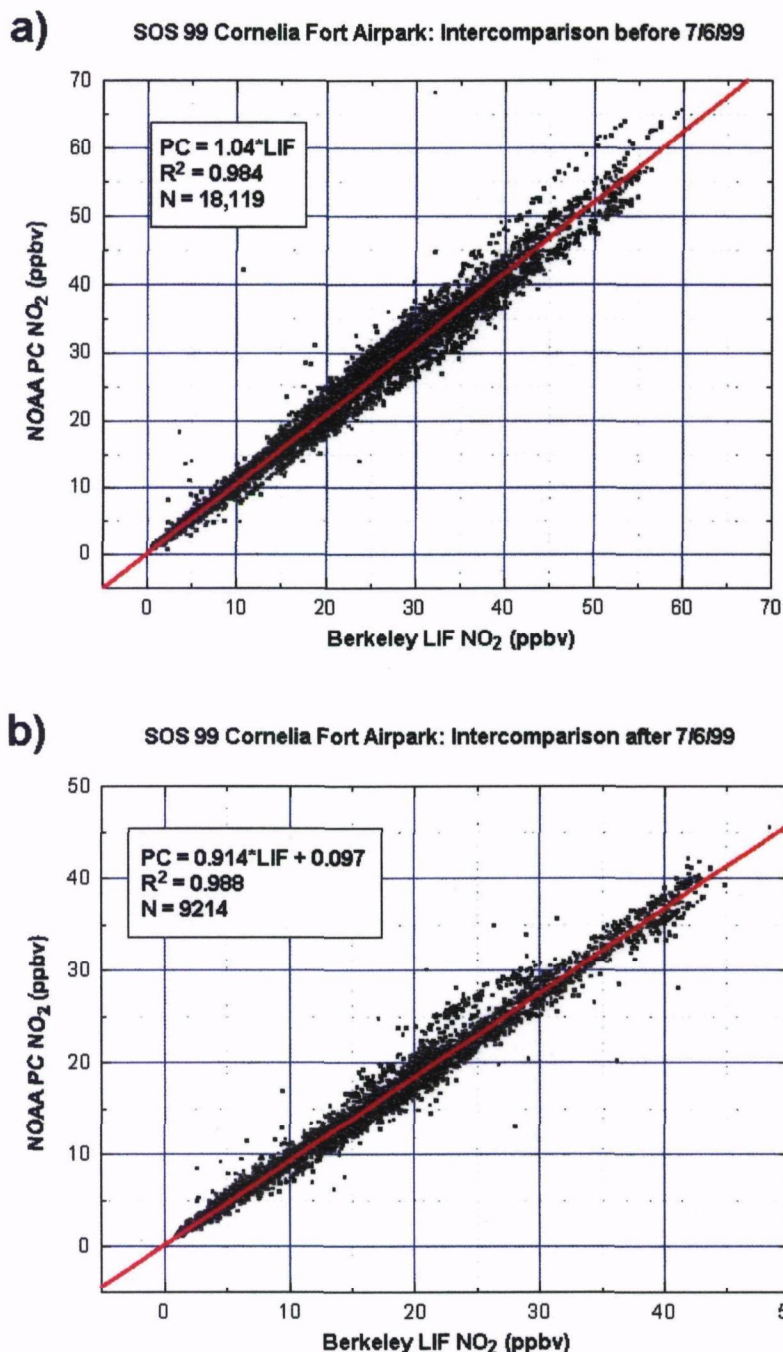 a)
SOS 99 Cornelia Fort Airpark: Intercomparison before 7/6/99
70
60
50
40
30
20
10
0
NOAA PC NO₂ (ppbv)
PC = 1.04*LIF
R² = 0.984
N = 18,119
0 10 20 30 40 50 60 70
Berkeley LIF NO₂ (ppbv)
b)
SOS 99 Cornelia Fort Airpark: Intercomparison after 7/6/99
50
40
30
20
10
0
NOAA PC NO₂ (ppbv)
PC = 0.914*LIF + 0.097
R² = 0.988
N = 9214
0 10 20 30 40 5
Berkeley LIF NO₂ (ppbv)